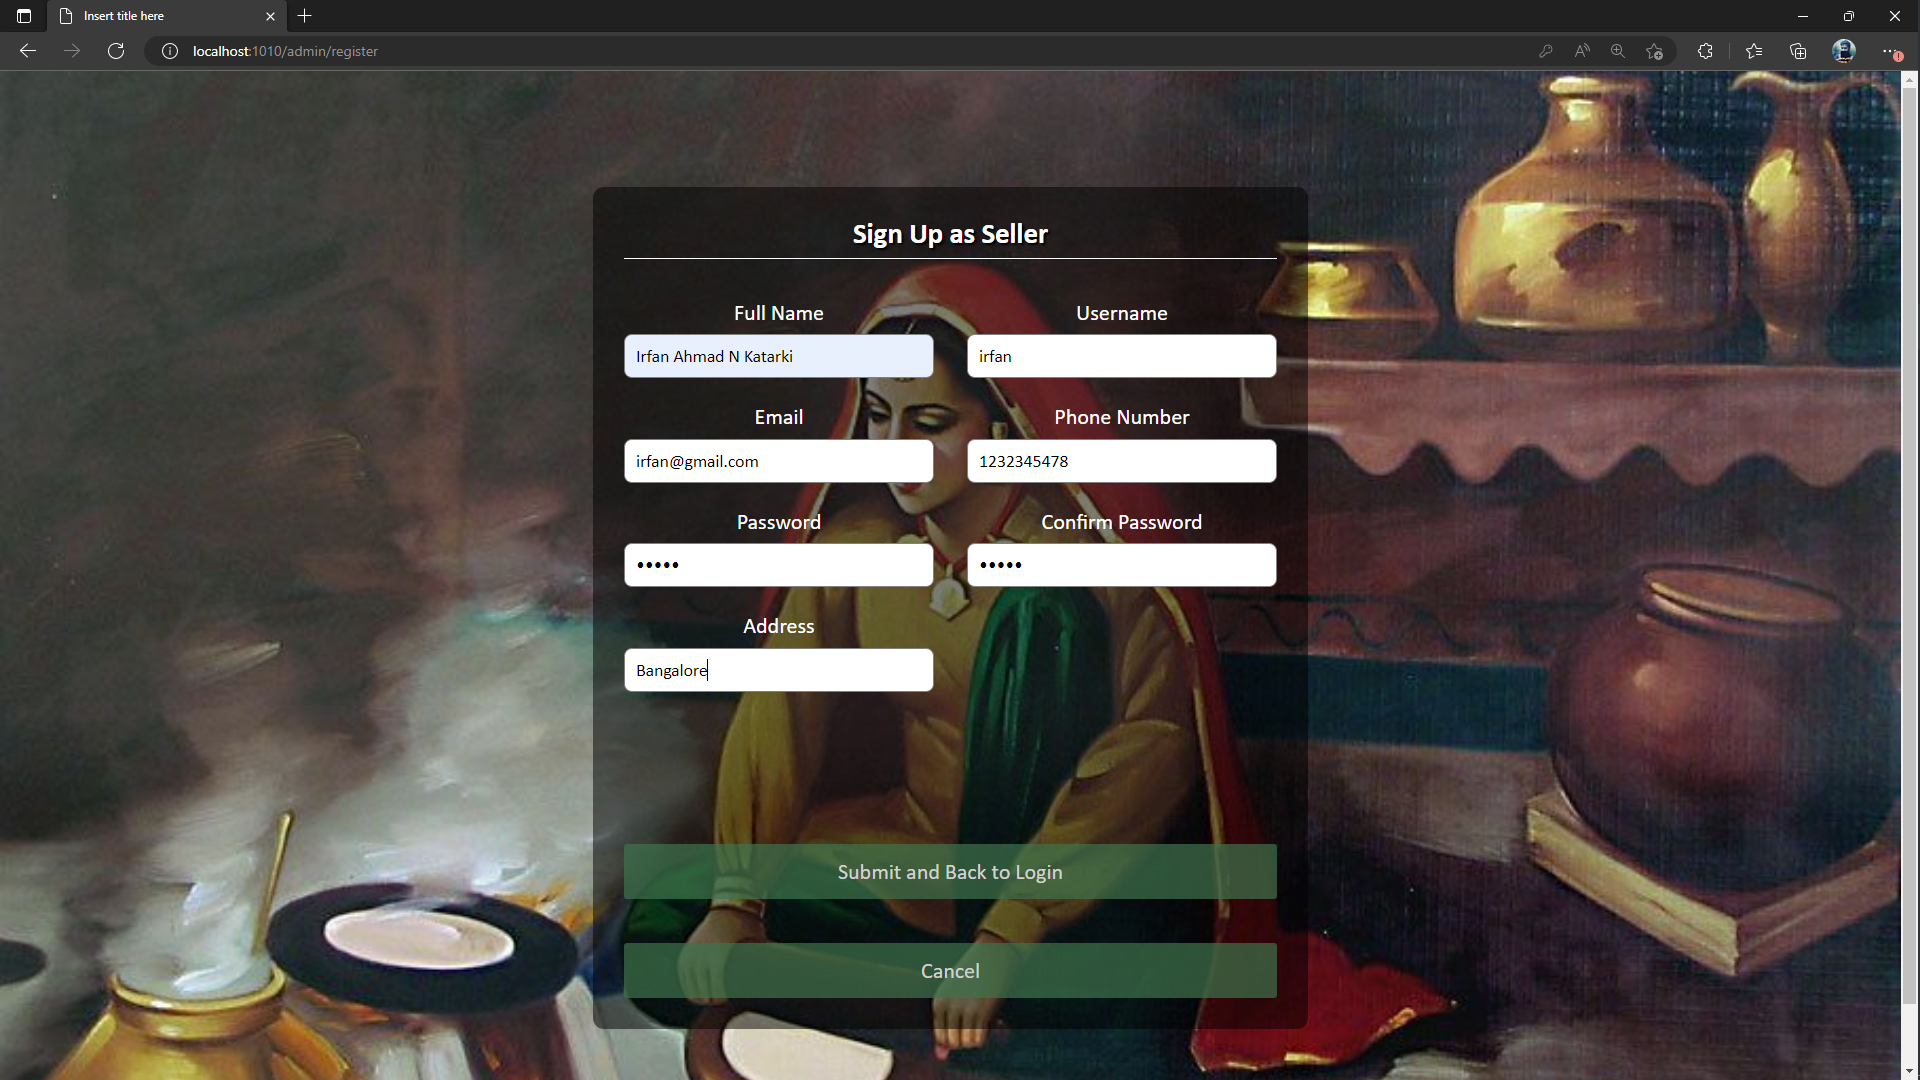 Insert title here
localhost:1010/admin/register
Sign Up as Seller
Full Name
Username
Irfan Ahmad N Katarki
irfan
Email
Phone Number
irfan@gmail.com
1232345478
Password
Confirm Password
•••••
•••••
Address
Bangalore
Submit and Back to Login
Cancel